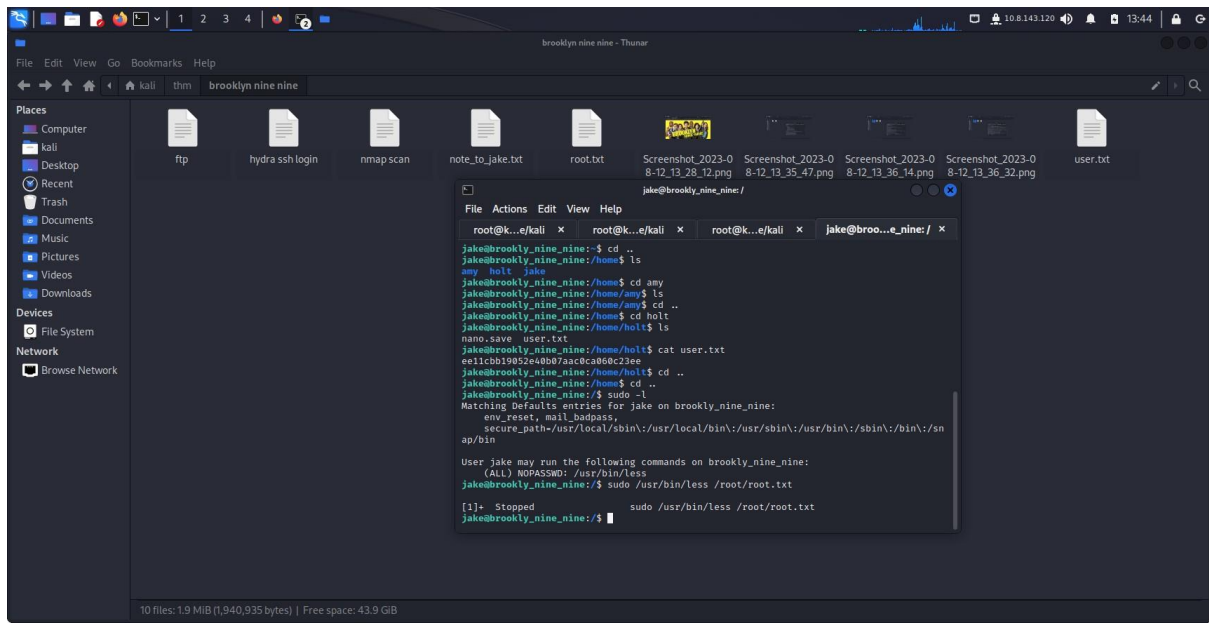 1 2 3 4 2 10.8.143.120 13:44
brooklyn nine nine - Thunar
File Edit View Go Bookmarks Help
kali thm brooklyn nine nine
Places
Computer
kali
Desktop
Recent
Trash
Documents
Music
Pictures
Videos
Downloads
Devices
File System
Network
Browse Network
ftp
hydra ssh login
nmap scan
note_to_jake.txt
root.txt
Screenshot_2023-0
8-12_13_28_12.png
Screenshot_2023-0
8-12_13_35_47.png
Screenshot_2023-0
8-12_13_36_14.png
Screenshot_2023-0
8-12_13_36_32.png
user.txt
jake@brookly_nine_nine: /
File Actions Edit View Help
root@k...e/kali × root@k...e/kali × root@k...e/kali × jake@broo...e_nine: / ×
jake@brookly_nine_nine:~$ cd ..
jake@brookly_nine_nine:/home$ ls
amy holt jake
jake@brookly_nine_nine:/home$ cd amy
jake@brookly_nine_nine:/home/amy$ ls
jake@brookly_nine_nine:/home/amy$ cd ..
jake@brookly_nine_nine:/home$ cd holt
jake@brookly_nine_nine:/home/holt$ ls
nano.save user.txt
jake@brookly_nine_nine:/home/holt$ cat user.txt
ee11cbb19052e40b07aac0ca060c23ee
jake@brookly_nine_nine:/home/holt$ cd ..
jake@brookly_nine_nine:/home$ cd ..
jake@brookly_nine_nine:/$ sudo -l
Matching Defaults entries for jake on brookly_nine_nine:
env_reset, mail_badpass,
secure_path=/usr/local/sbin\:/usr/local/bin\:/usr/sbin\:/usr/bin\:/sbin\:/bin\:/sn
ap/bin
User jake may run the following commands on brookly_nine_nine:
(ALL) NOPASSWD: /usr/bin/less
jake@brookly_nine_nine:/$ sudo /usr/bin/less /root/root.txt
[1]+ Stopped sudo /usr/bin/less /root/root.txt
jake@brookly_nine_nine:/$
10 files: 1.9 MiB (1,940,935 bytes) | Free space: 43.9 GiB